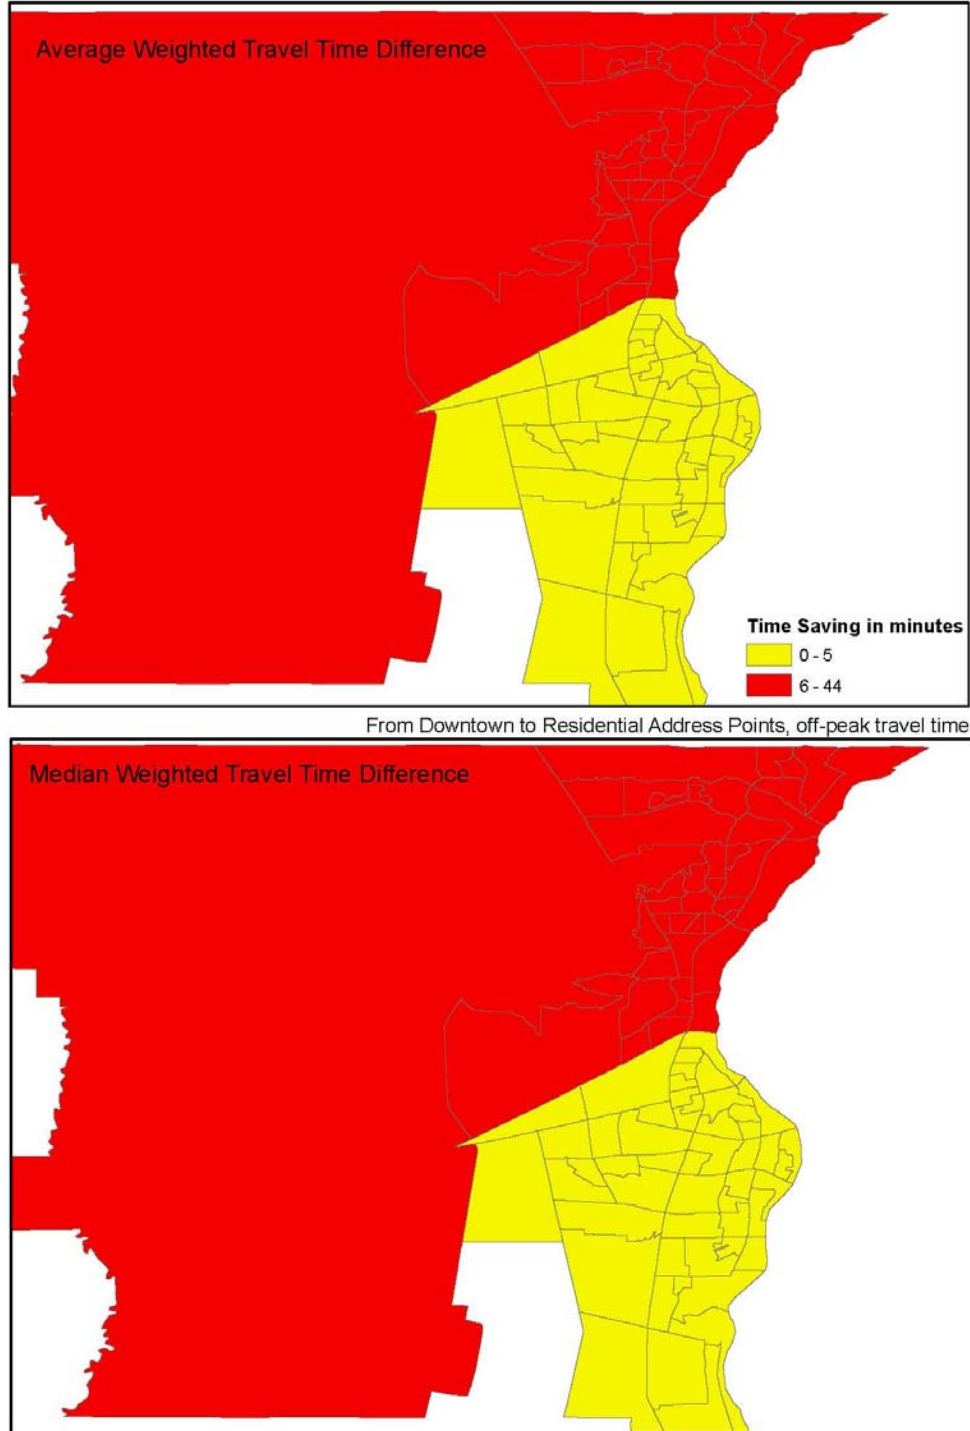 Average Weighted Travel Time Difference
Time Saving in minutes
0 - 5
6 - 44
From Downtown to Residential Address Points, off-peak travel time
Median Weighted Travel Time Difference